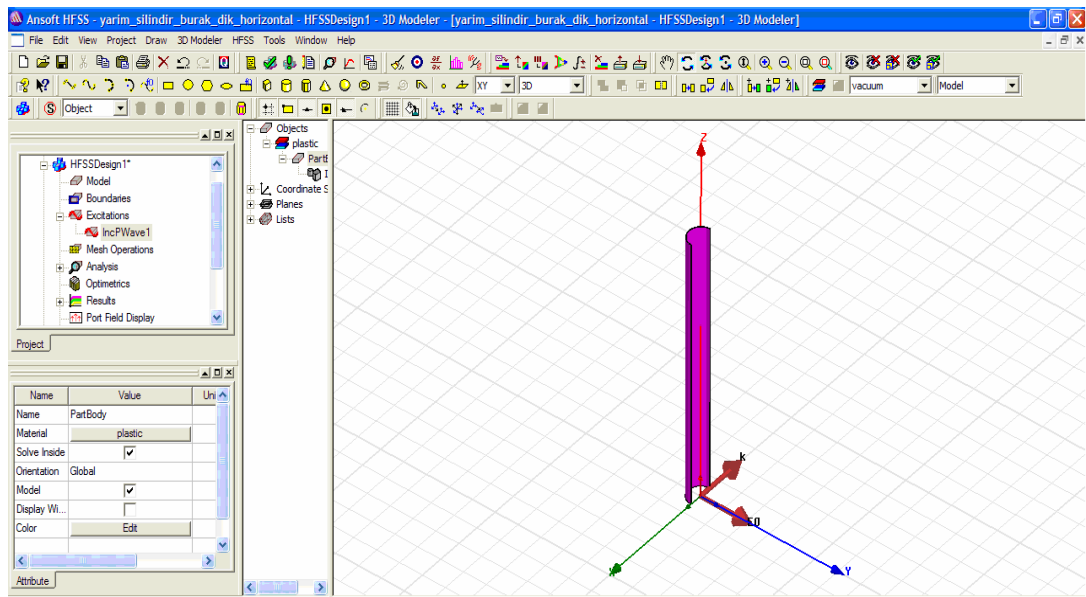 Ansoft HFSS - yarim_silindir_burak_dik_horizontal - HFSSDesign1 - 3D Modeler - [yarim_silindir_burak_dik_horizontal - HFSSDesign1 - 3D Modeler]
File Edit View Project Draw 3D Modeler HFSS Tools Window Help
XY 3D vacuum Model
Object
HFSSDesign1*
Model
Boundaries
Excitations
IncPWave1
Mesh Operations
Analysis
Optimetrics
Results
Port Field Display
Project
Name Value Uni
Name PartBody
Material plastic
Solve Inside
Orientation Global
Model
Display Wi...
Color Edit
Attribute
Objects
plastic
PartB
Coordinate S
Planes
Lists
Z
k
E0
X
Y